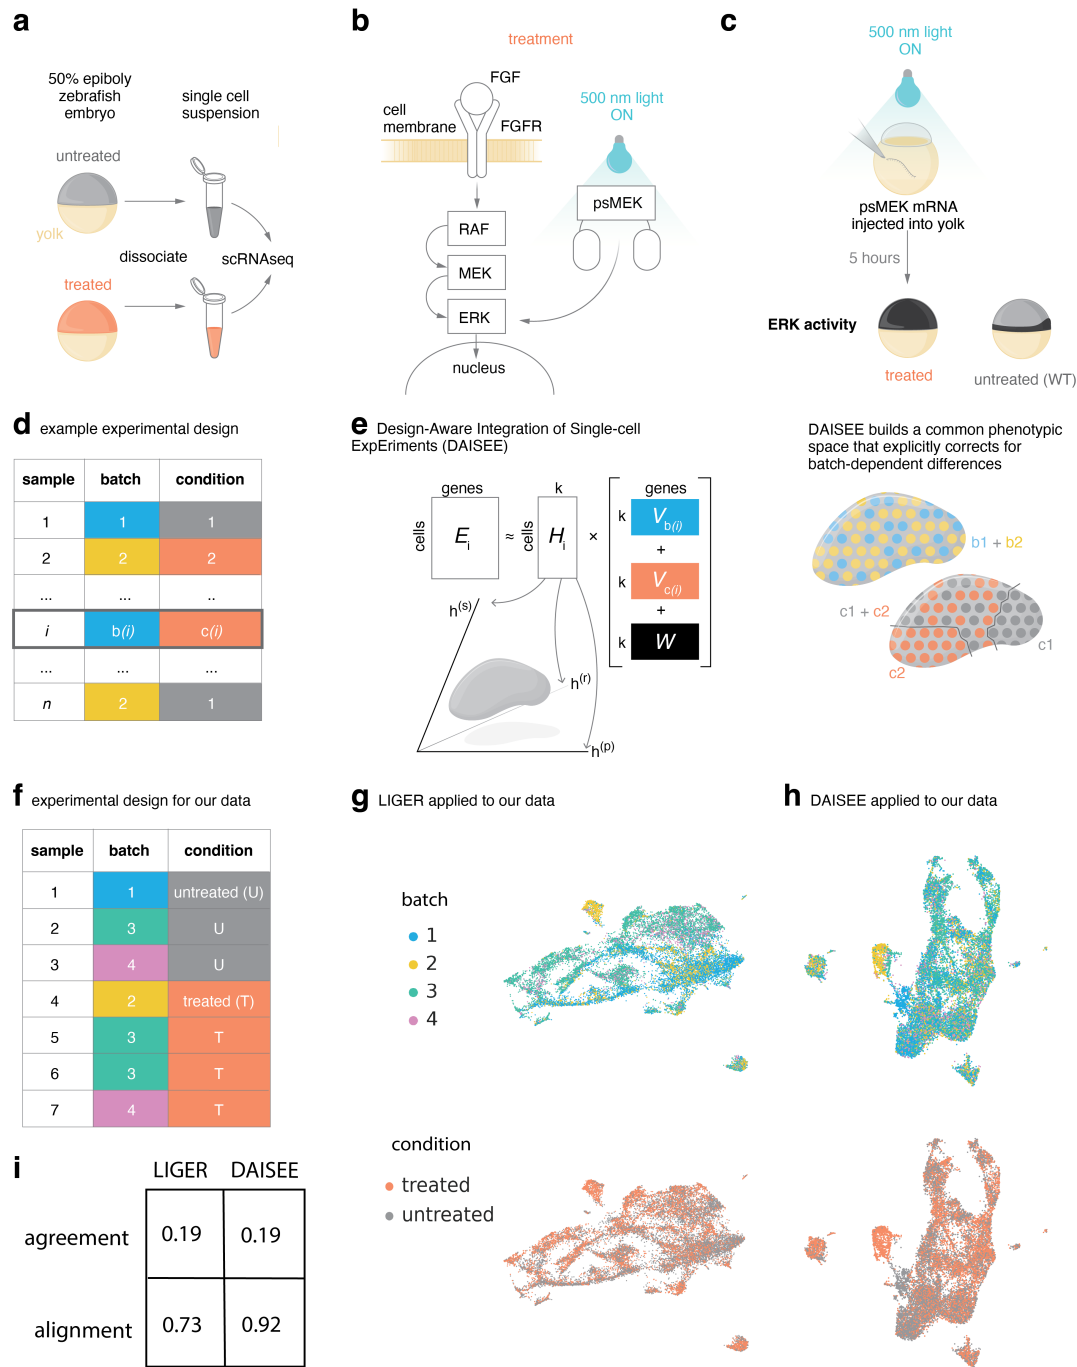 a
50% epiboly
zebrafish
embryo
single cell
suspension
untreated
yolk
dissociate
scRNAseq
treated
b
treatment
FGF
cell
membrane
FGFR
500 nm light
ON
psMEK
RAF
MEK
ERK
nucleus
c
500 nm light
ON
psMEK mRNA
injected into yolk
5 hours
ERK activity
treated
untreated (WT)
d example experimental design
sample batch condition
1 1 1
2 2 2
... ... ..
i b(i) c(i)
... ... ...
n 2 1
e Design-Aware Integration of Single-cell
ExpEriments (DAISEE)
genes k genes
cells Ei ≈ cells Hi × k Vb(i)
+
k Vc(i)
+
k W
h(s)
h(r)
h(p)
DAISEE builds a common phenotypic
space that explicitly corrects for
batch-dependent differences
b1 + b2
c1 + c2
c1
c2
f experimental design for our data
sample batch condition
1 1 untreated (U)
2 3 U
3 4 U
4 2 treated (T)
5 3 T
6 3 T
7 4 T
g LIGER applied to our data
batch
1
2
3
4
condition
treated
untreated
h DAISEE applied to our data
i
LIGER DAISEE
agreement 0.19 0.19
alignment 0.73 0.92